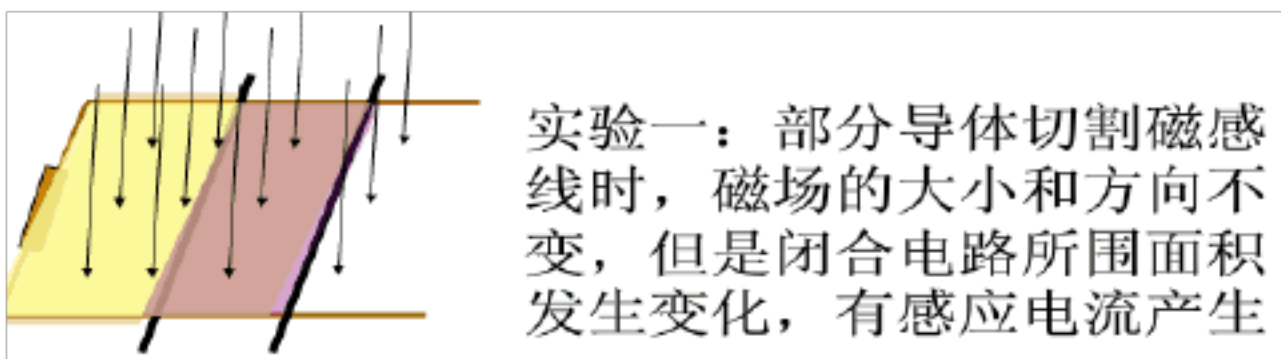 实验一：部分导体切割磁感
线时，磁场的大小和方向不
变，但是闭合电路所围面积
发生变化，有感应电流产生